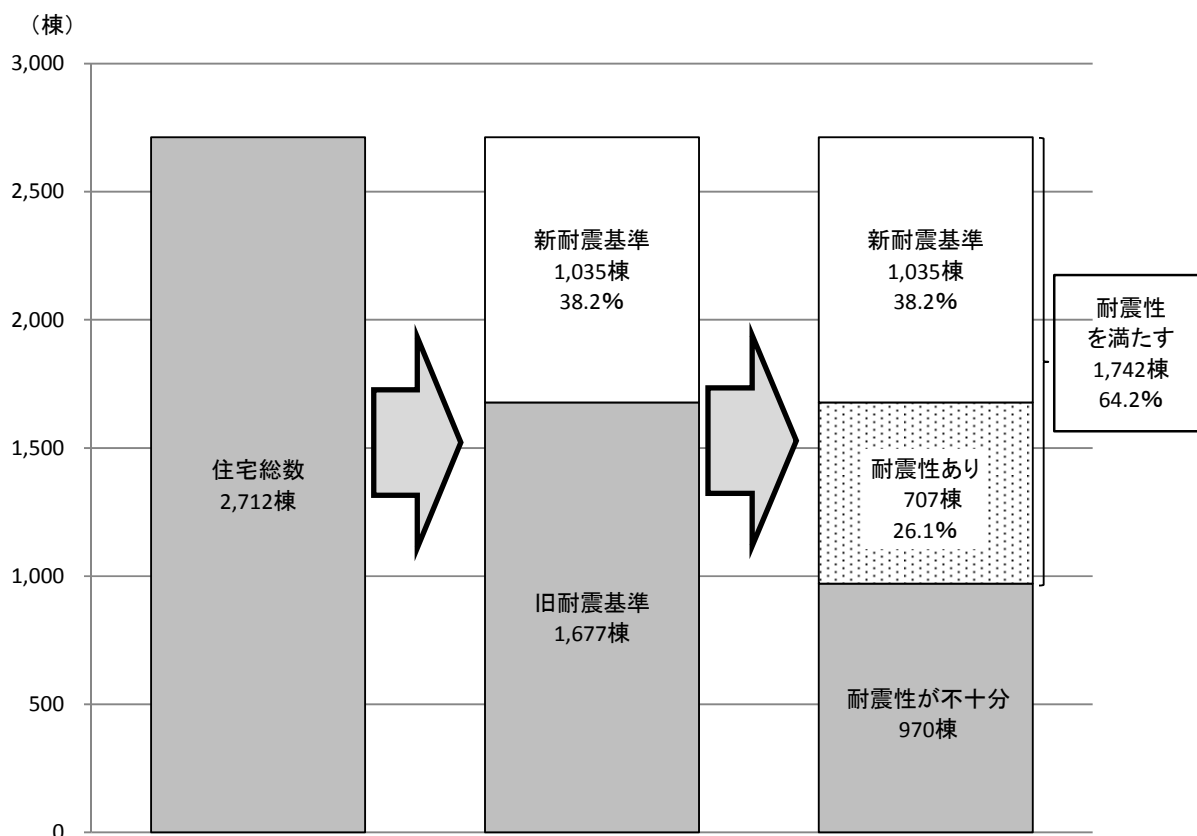 （棟）
3,000
2,500
2,000
1,500
1,000
500
0
住宅総数
2,712棟
新耐震基準
1,035棟
38.2%
旧耐震基準
1,677棟
新耐震基準
1,035棟
38.2%
耐震性あり
707棟
26.1%
耐震性が不十分
970棟
耐震性
を満たす
1,742棟
64.2%